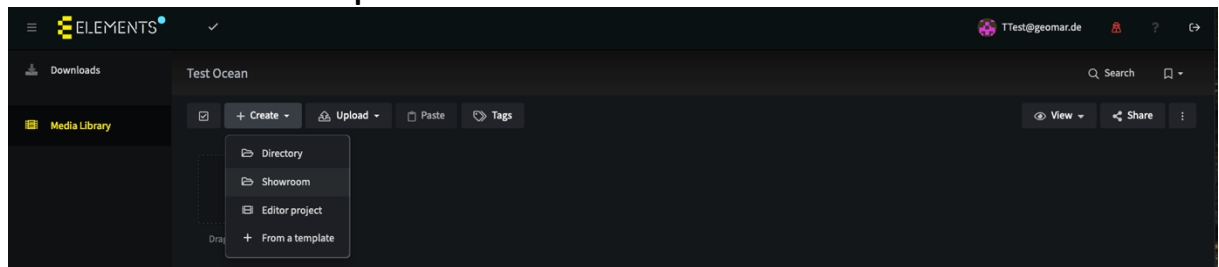 ELEMENTS
TTest@geomar.de
?
Downloads
Test Ocean
Search
Media Library
+ Create
Upload
Paste
Tags
View
Share
Directory
Showroom
Editor project
+ From a template